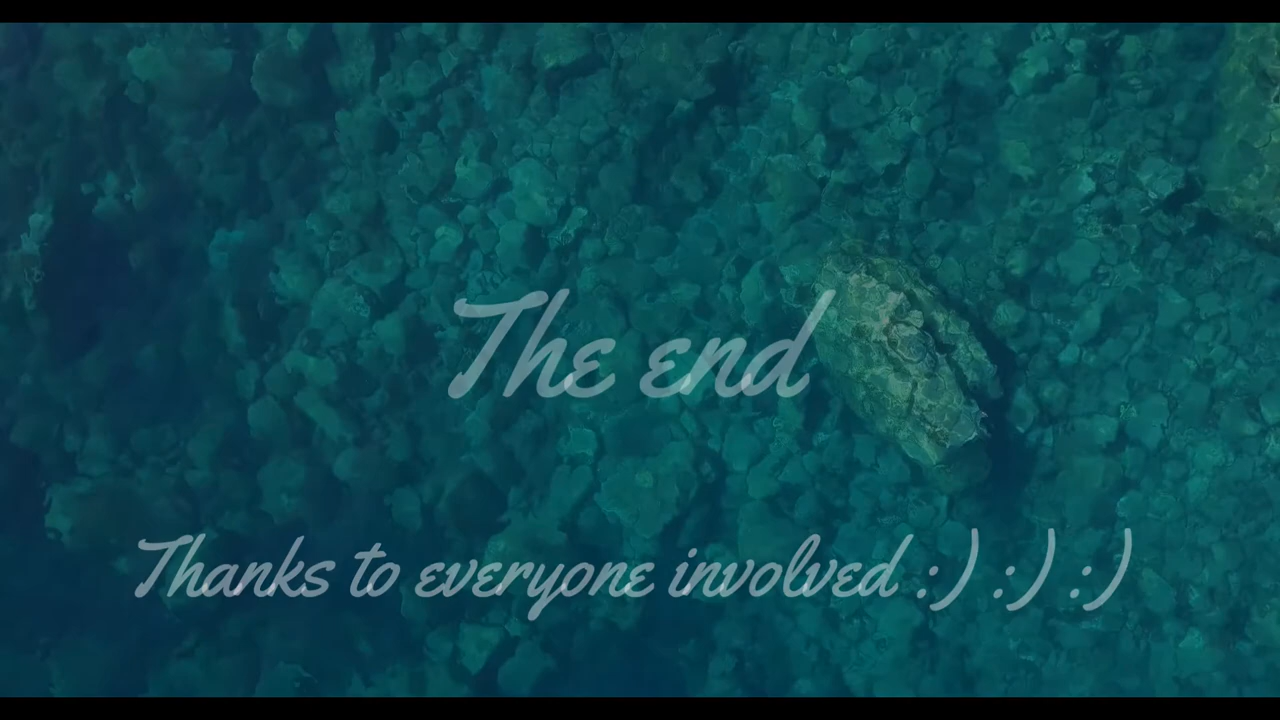 The end
Thanks to everyone involved :) :) :)